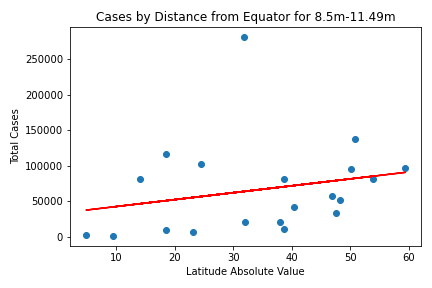 Cases by Distance from Equator for 8.5m-11.49m
Total Cases
250000
200000
150000
100000
50000
0
10 20 30 40 50 60
Latitude Absolute Value